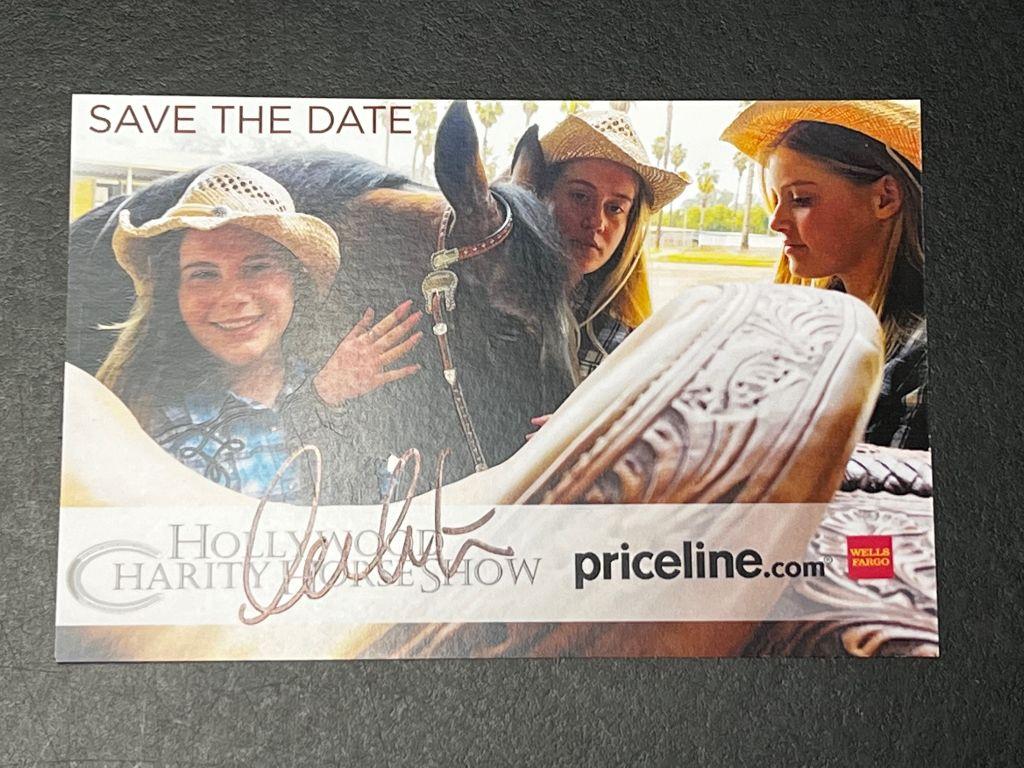 SAVE THE DATE
HOLLYWOOD
CHARITY HORSE SHOW
priceline.com®
WELLS
FARGO